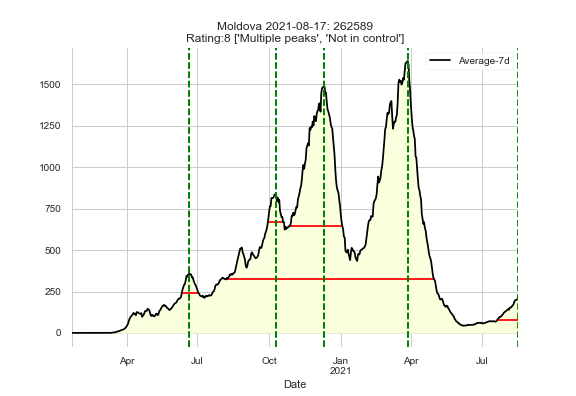 Moldova 2021-08-17: 262589
Rating:8 ['Multiple peaks', 'Not in control']
Average-7d
1500
1250
1000
750
500
250
0
Apr
Jul
Oct
Jan
2021
Apr
Jul
Date